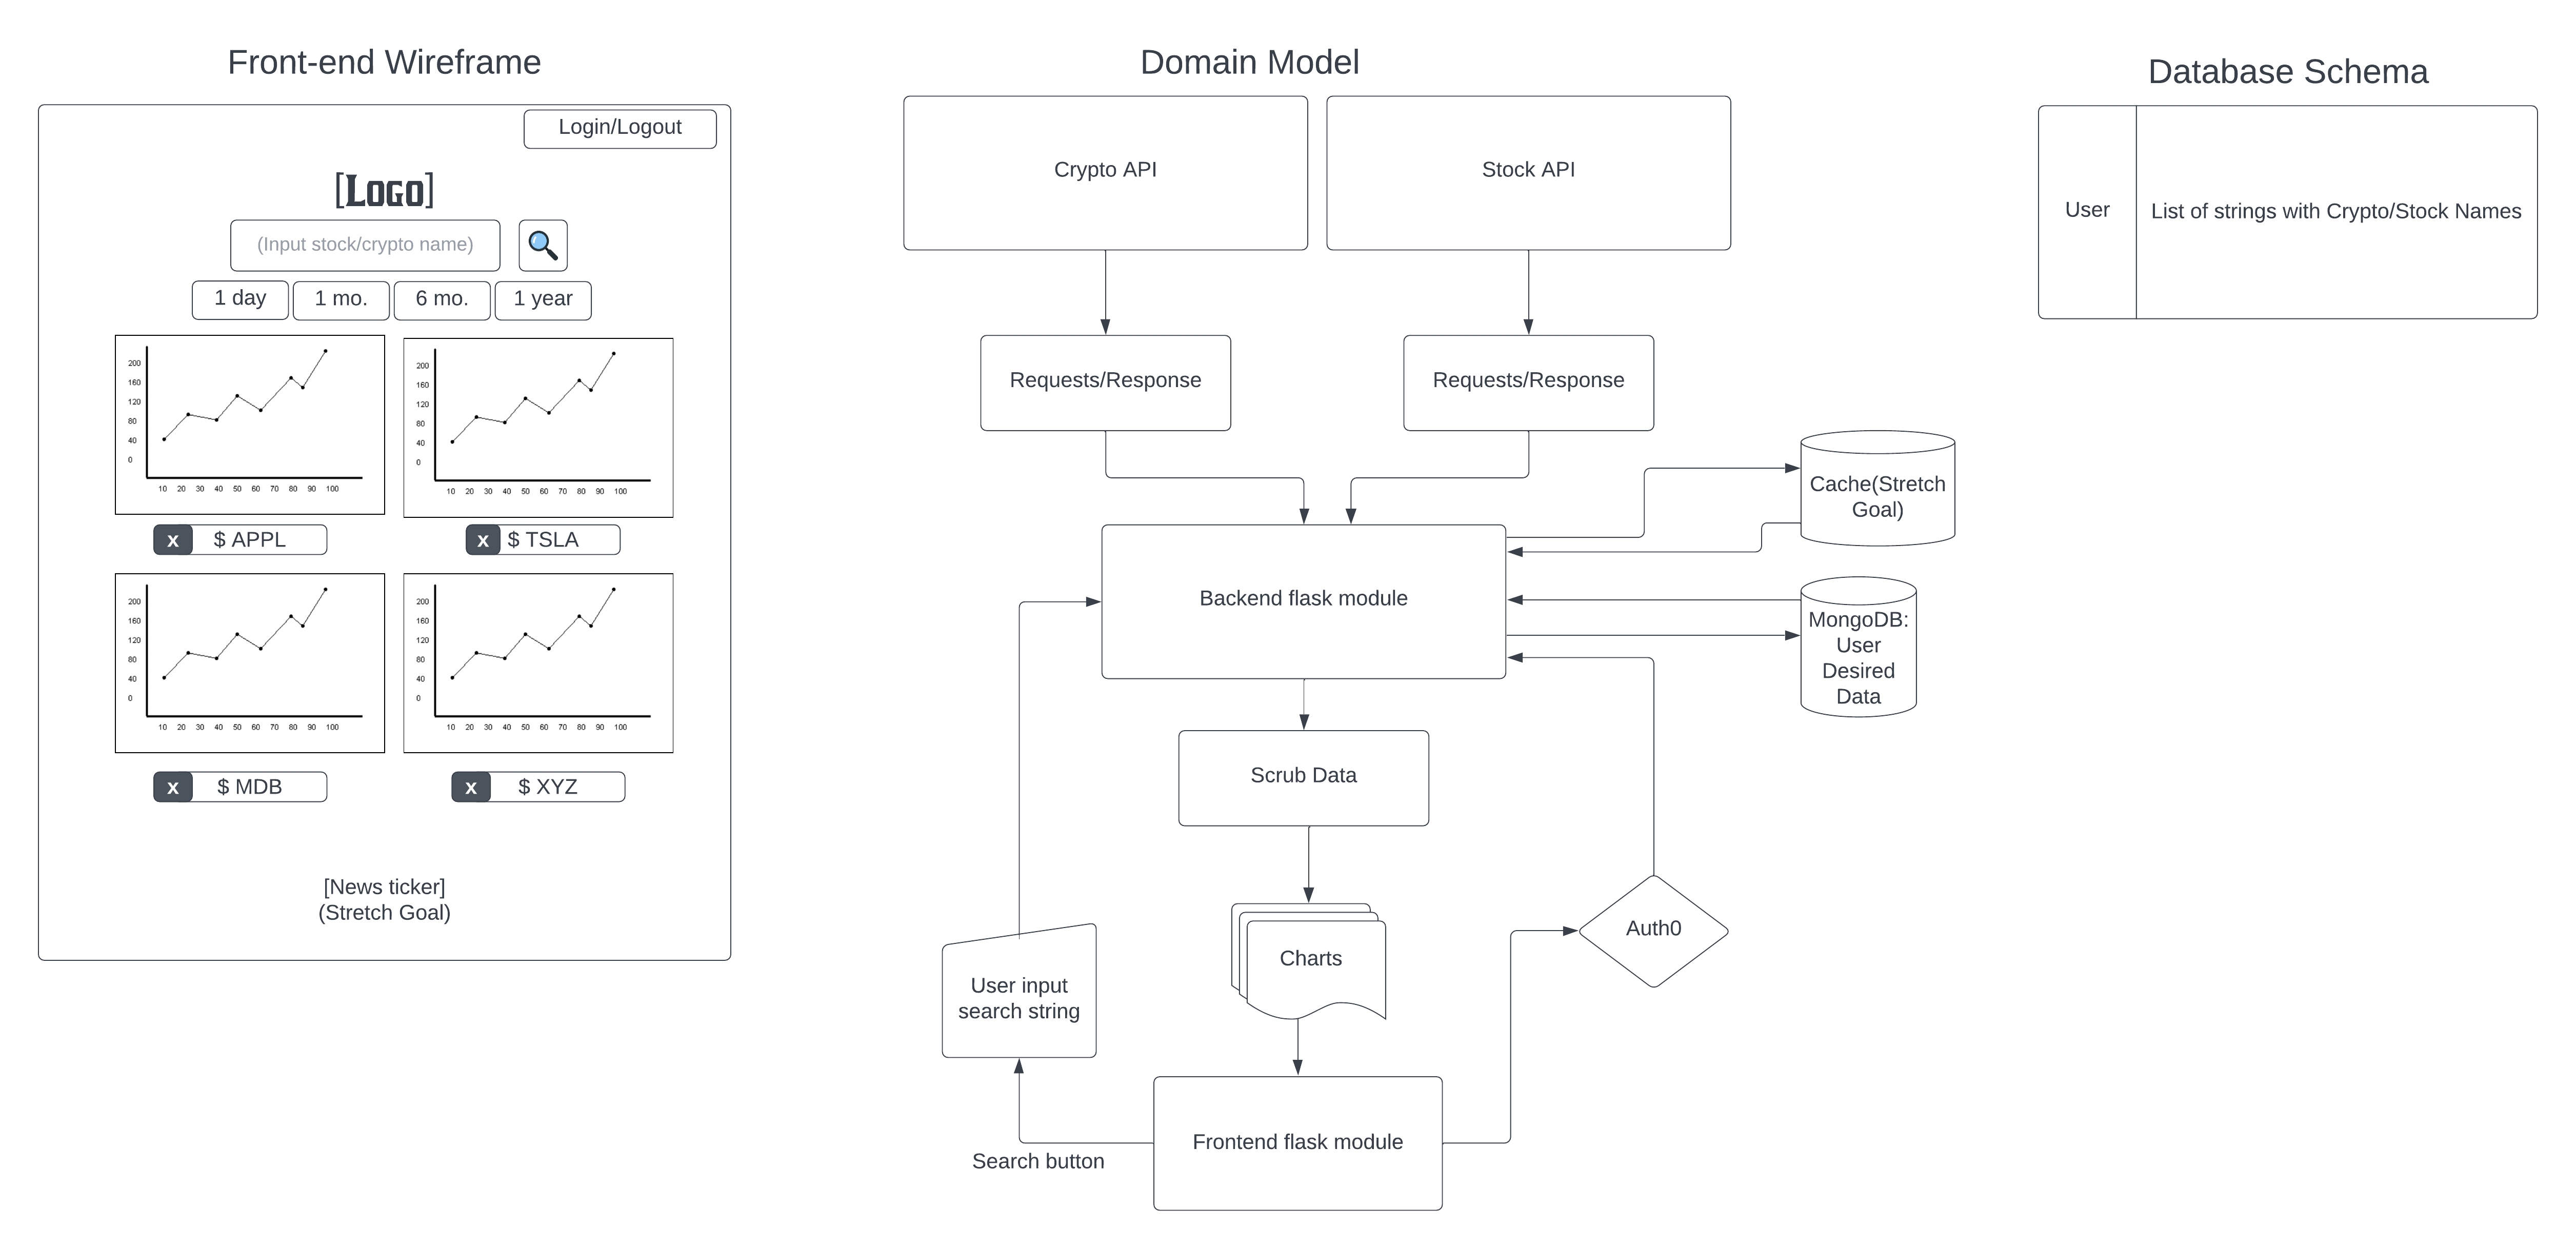 Front-end Wireframe
Login/Logout
[Logo]
(Input stock/crypto name)
1 day
1 mo.
6 mo.
1 year
200
160
120
80
40
0
10 20 30 40 50 60 70 80 90 100
x $ APPL
200
160
120
80
40
0
10 20 30 40 50 60 70 80 90 100
x $ TSLA
200
160
120
80
40
0
10 20 30 40 50 60 70 80 90 100
x $ MDB
200
160
120
80
40
0
10 20 30 40 50 60 70 80 90 100
x $ XYZ
[News ticker]
(Stretch Goal)
Domain Model
Crypto API
Stock API
Requests/Response
Requests/Response
Cache(Stretch
Goal)
Backend flask module
MongoDB:
User
Desired
Data
Scrub Data
Charts
Auth0
User input
search string
Frontend flask module
Search button
Database Schema
User
List of strings with Crypto/Stock Names